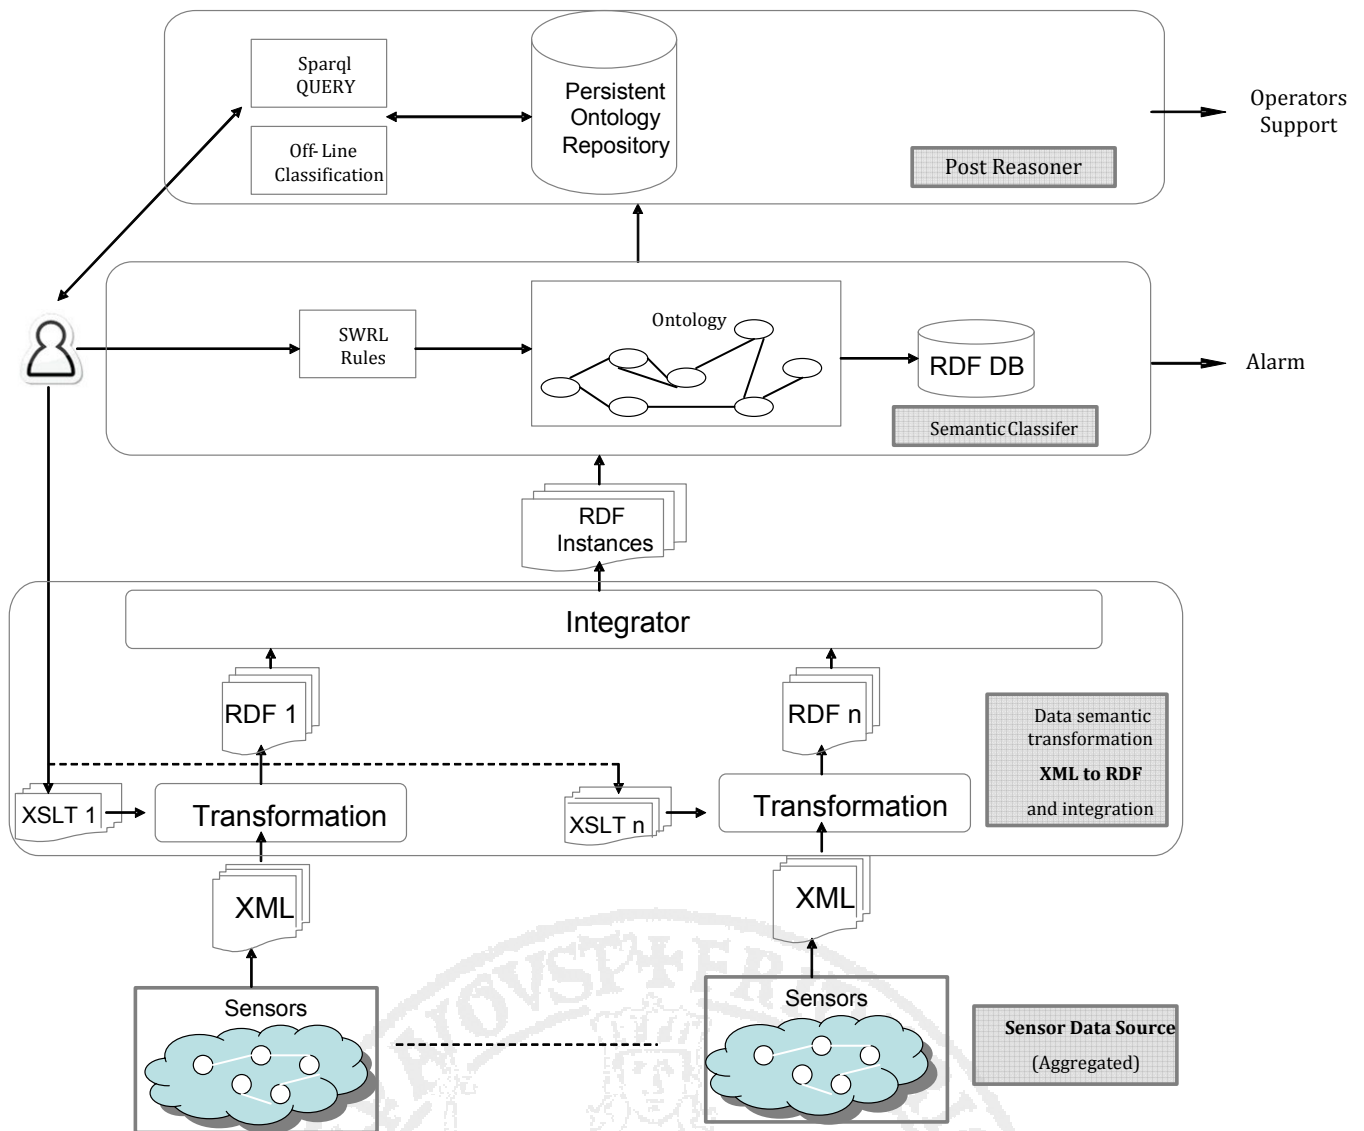 Sparql
QUERY
Off-Line
Classification
Persistent
Ontology
Repository
Post Reasoner
Operators
Support
SWRL
Rules
Ontology
RDF DB
Semantic Classifer
Alarm
RDF
Instances
Integrator
RDF 1
RDF n
Data semantic
transformation
XML to RDF
and integration
XSLT 1
Transformation
XSLT n
Transformation
XML
XML
Sensors
Sensors
Sensor Data Source
(Aggregated)